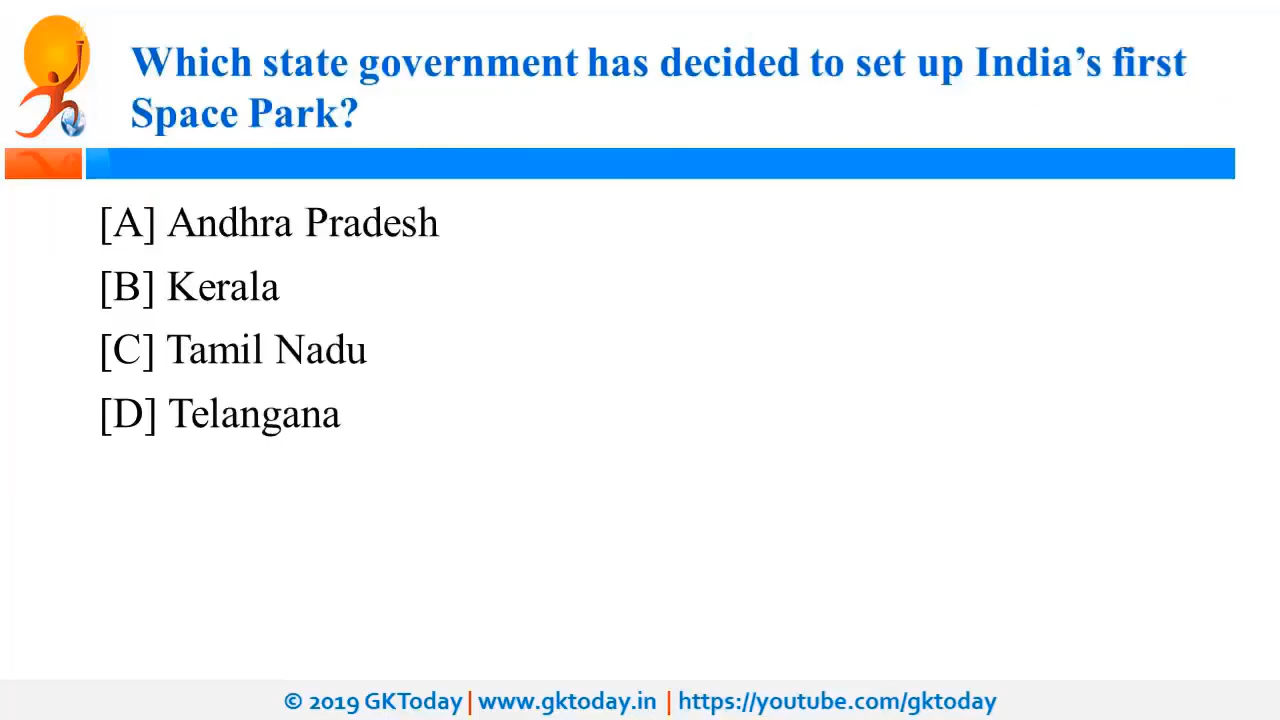 Which state government has decided to set up India’s first
Space Park?
[A] Andhra Pradesh
[B] Kerala
[C] Tamil Nadu
[D] Telangana
© 2019 GKToday | www.gktoday.in | https://youtube.com/gktoday